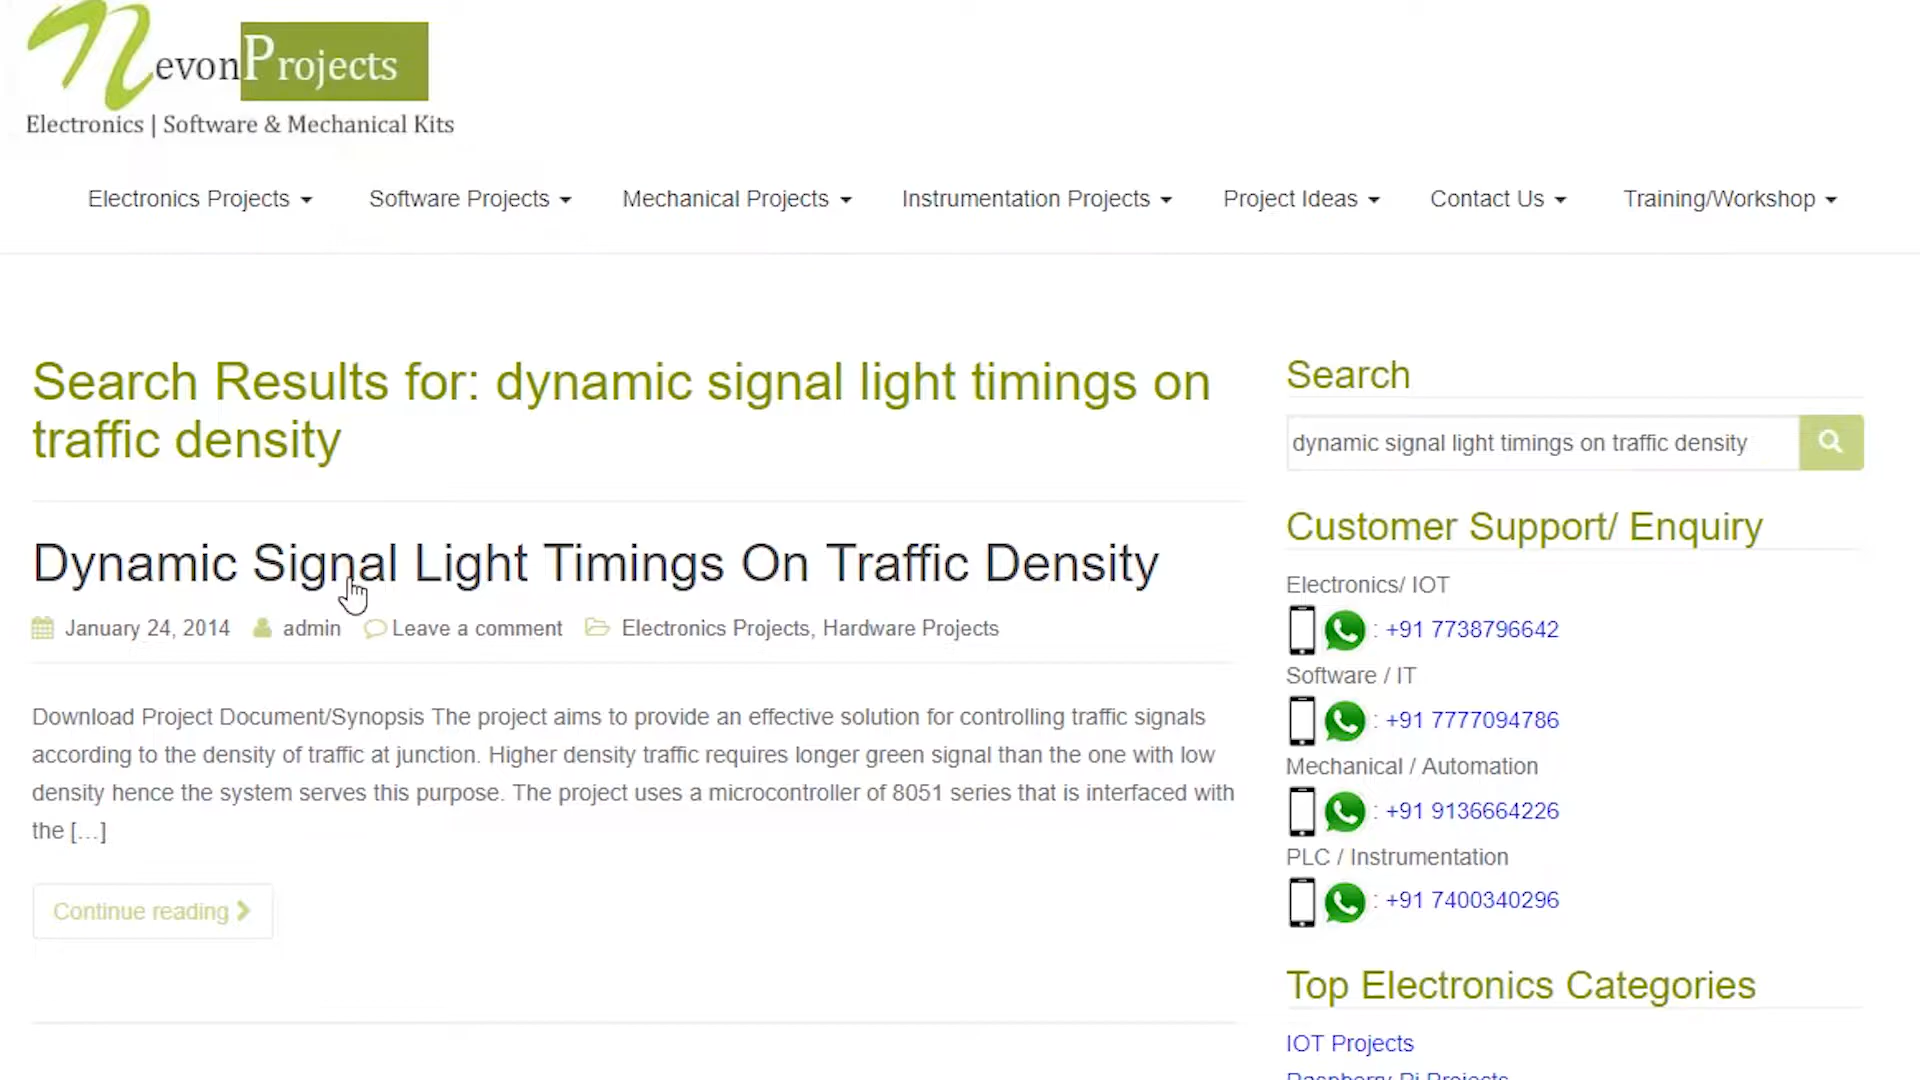 nevonProjects
Electronics | Software & Mechanical Kits
Electronics Projects
Software Projects
Mechanical Projects
Instrumentation Projects
Project Ideas
Contact Us
Training/Workshop
Search Results for: dynamic signal light timings on
traffic density
Dynamic Signal Light Timings On Traffic Density
January 24, 2014 admin Leave a comment Electronics Projects, Hardware Projects
Download Project Document/Synopsis The project aims to provide an effective solution for controlling traffic signals
according to the density of traffic at junction. Higher density traffic requires longer green signal than the one with low
density hence the system serves this purpose. The project uses a microcontroller of 8051 series that is interfaced with
the [...]
Continue reading
Search
dynamic signal light timings on traffic density
Customer Support/ Enquiry
Electronics/ IOT
: +91 7738796642
Software / IT
: +91 7777094786
Mechanical / Automation
: +91 9136664226
PLC / Instrumentation
: +91 7400340296
Top Electronics Categories
IOT Projects
Raspberry Pi Projects